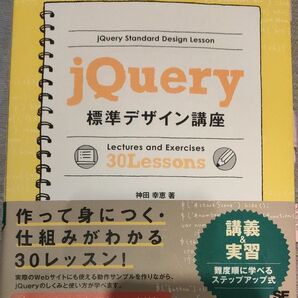 jQuery Standard Design Lesson
jQuery
標準デザイン講座
Lectures and Exercises
30Lessons
神田 幸恵 著
作って身につく・
仕組みがわかる
30レッスン!
実際のWebサイトにも使える動作サンプルを作りながら、
jQueryのしくみと使い方が学べます。
講義
&
実習
難易度順に学べる
ステップアップ式